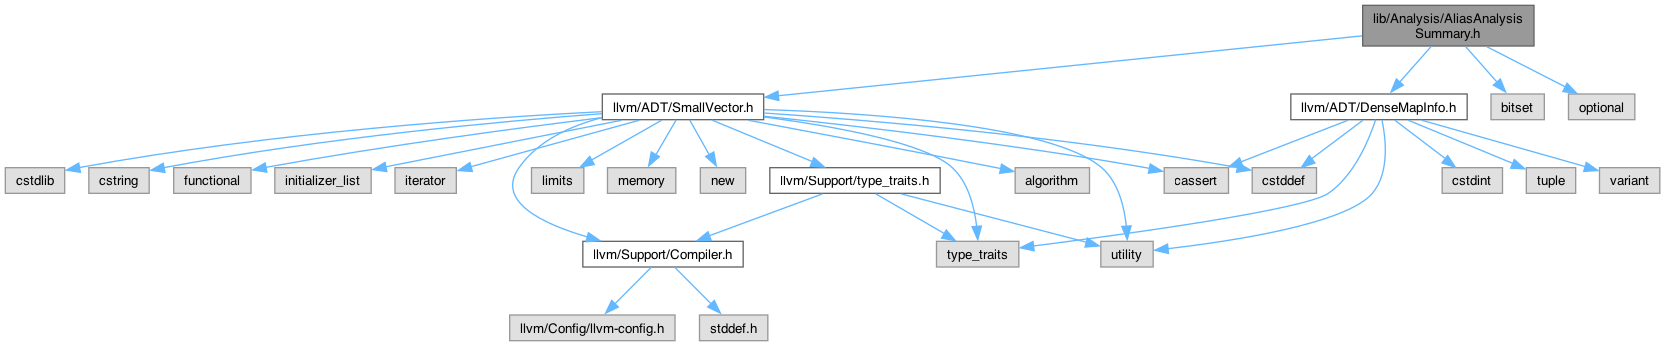 lib/Analysis/AliasAnalysis
Summary.h
llvm/ADT/SmallVector.h
llvm/ADT/DenseMapInfo.h
bitset
optional
cstdlib
cstring
functional
initializer_list
iterator
limits
memory
new
llvm/Support/type_traits.h
algorithm
cassert
cstddef
cstdint
tuple
variant
llvm/Support/Compiler.h
type_traits
utility
llvm/Config/llvm-config.h
stddef.h